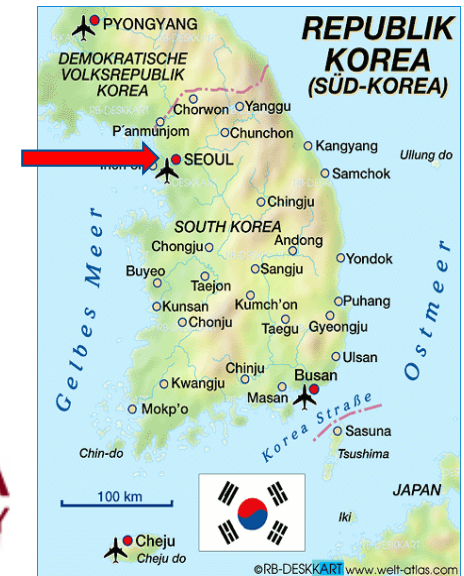 REPUBLIK
KOREA
(SÜD-KOREA)
PYONGYANG
DEMOKRATISCHE
VOLKSREPUBLIK
KOREA
© RB-DESKKART
Chorwon
Yanggu
P´anmunjom
Chunchon
Kangyang
Ullung do
SEOUL
Samchok
Chingju
SOUTH KOREA
Chongju
Andong
Yondok
Buyeo
Taejon
Sangju
Kunsan
Kumch'on
Puhang
Chonju
Taegu
Gyeongju
Ulsan
Chinju
Busan
Kwangju
Masan
Mokp'o
Gelbes Meer
Ostmeer
Korea Straße
Sasuna
Tsushima
Chin-do
100 km
JAPAN
Iki
Cheju
Cheju do
©RB-DESKKART www.welt-atlas.com